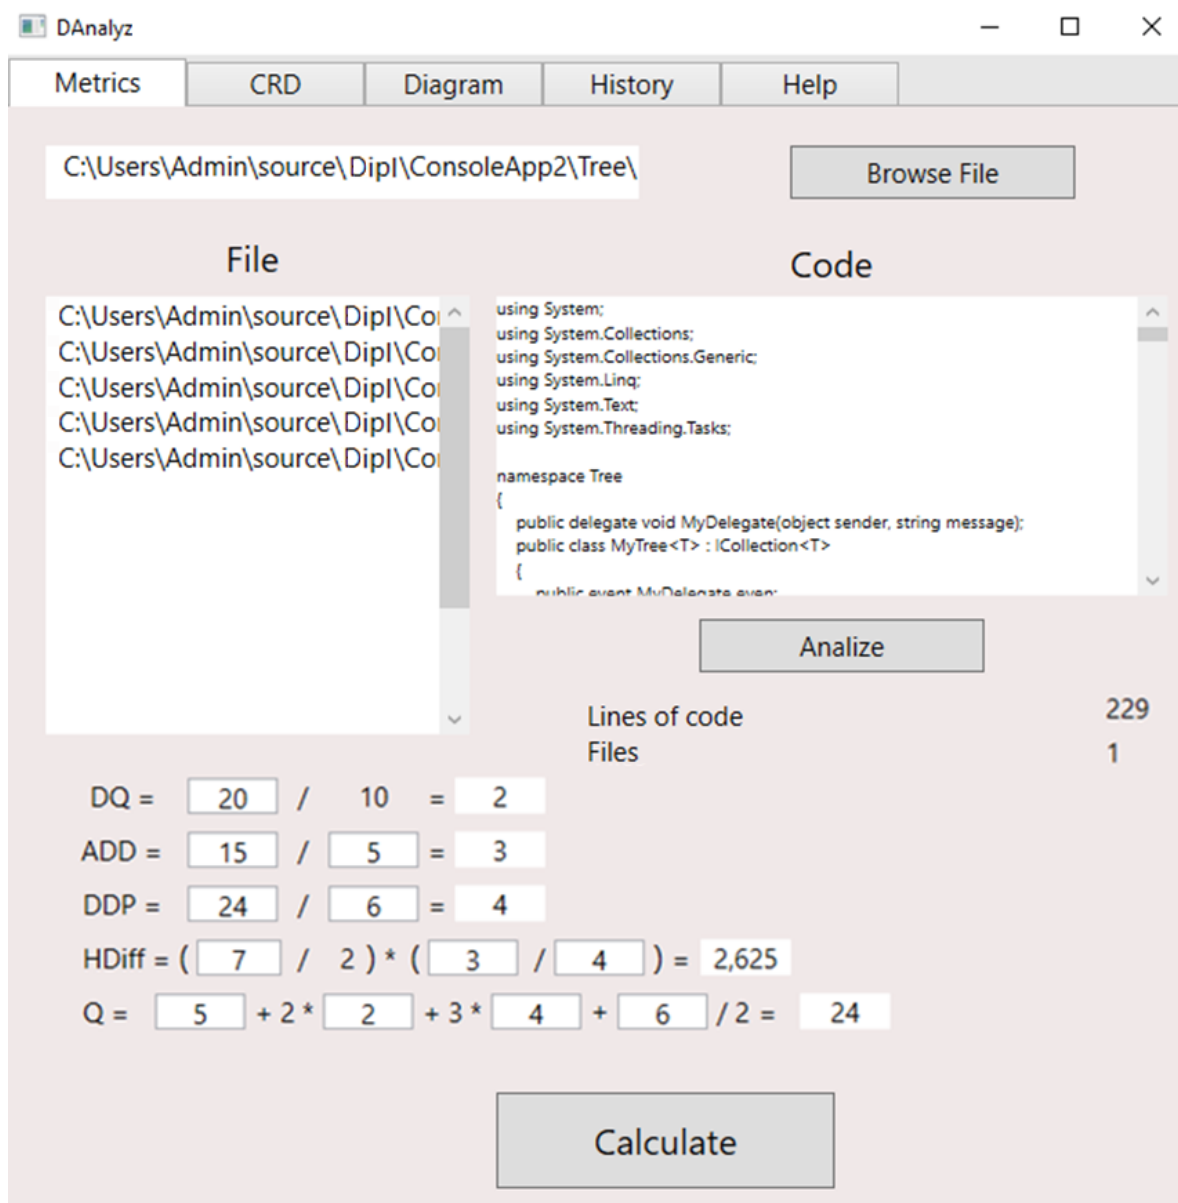 DAnalyz
Metrics CRD Diagram History Help
C:\Users\Admin\source\Dipl\ConsoleApp2\Tree\
Browse File
File
C:\Users\Admin\source\Dipl\Co
C:\Users\Admin\source\Dipl\Co
C:\Users\Admin\source\Dipl\Co
C:\Users\Admin\source\Dipl\Co
C:\Users\Admin\source\Dipl\Co
Code
using System;
using System.Collections;
using System.Collections.Generic;
using System.Linq;
using System.Text;
using System.Threading.Tasks;
namespace Tree
{
public delegate void MyDelegate(object sender, string message);
public class MyTree<T> : ICollection<T>
{
public event MyDelegate even;
Analize
Lines of code 229
Files 1
DQ = 20 / 10 = 2
ADD = 15 / 5 = 3
DDP = 24 / 6 = 4
HDiff = ( 7 / 2 ) * ( 3 / 4 ) = 2,625
Q = 5 + 2 * 2 + 3 * 4 + 6 / 2 = 24
Calculate